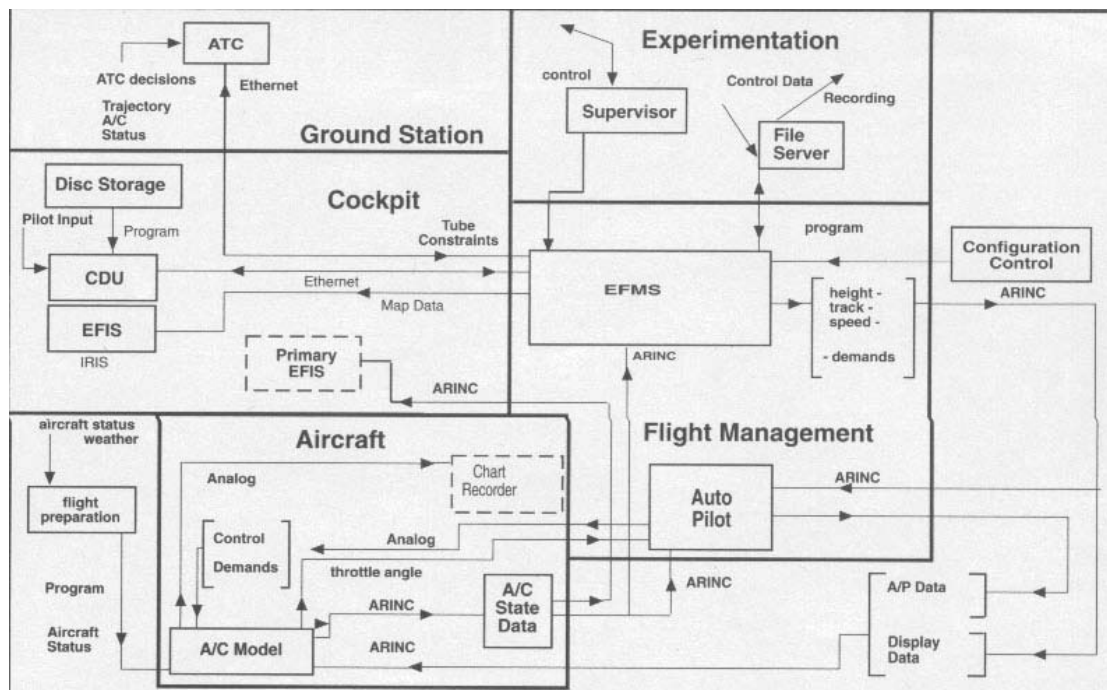 ATC
ATC decisions
Ethernet
Trajectory
A/C
Status
Ground Station
Experimentation
control
Supervisor
Control Data
Recording
File
Server
Disc Storage
Cockpit
Pilot Input
Program
CDU
Tube
Constraints
Ethernet
Map Data
EFIS
IRIS
Primary
EFIS
ARINC
program
Configuration
Control
EFMS
height -
track -
speed -
- demands
ARINC
ARINC
Flight Management
aircraft status
weather
flight
preparation
Program
Aircraft
Status
Aircraft
Analog
Chart
Recorder
Control
Demands
Analog
throttle angle
ARINC
A/C
State
Data
A/C Model
ARINC
Auto
Pilot
ARINC
ARINC
A/P Data
Display
Data